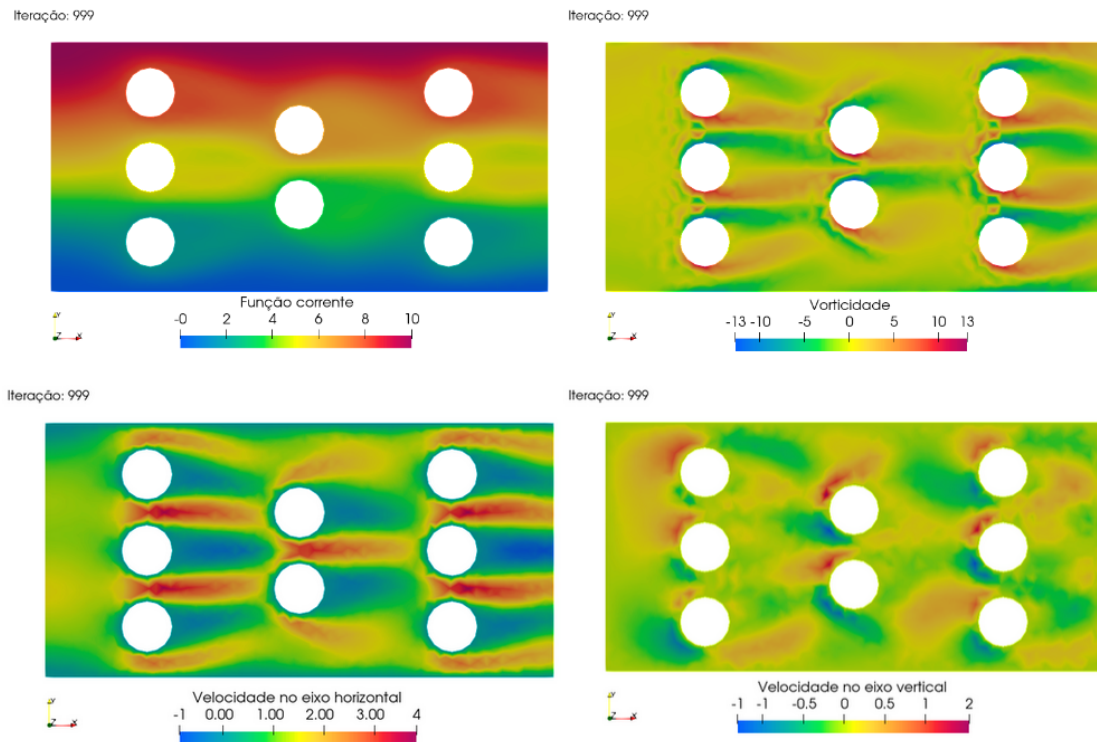 Iteração: 999
Função corrente
-0 2 4 6 8 10
Y
Z X
Iteração: 999
Vorticidade
-13 -10 -5 0 5 10 13
Y
Z X
Iteração: 999
Velocidade no eixo horizontal
-1 0.00 1.00 2.00 3.00 4
Y
Z X
Iteração: 999
Velocidade no eixo vertical
-1 -1 -0.5 0 0.5 1 2
Y
Z X